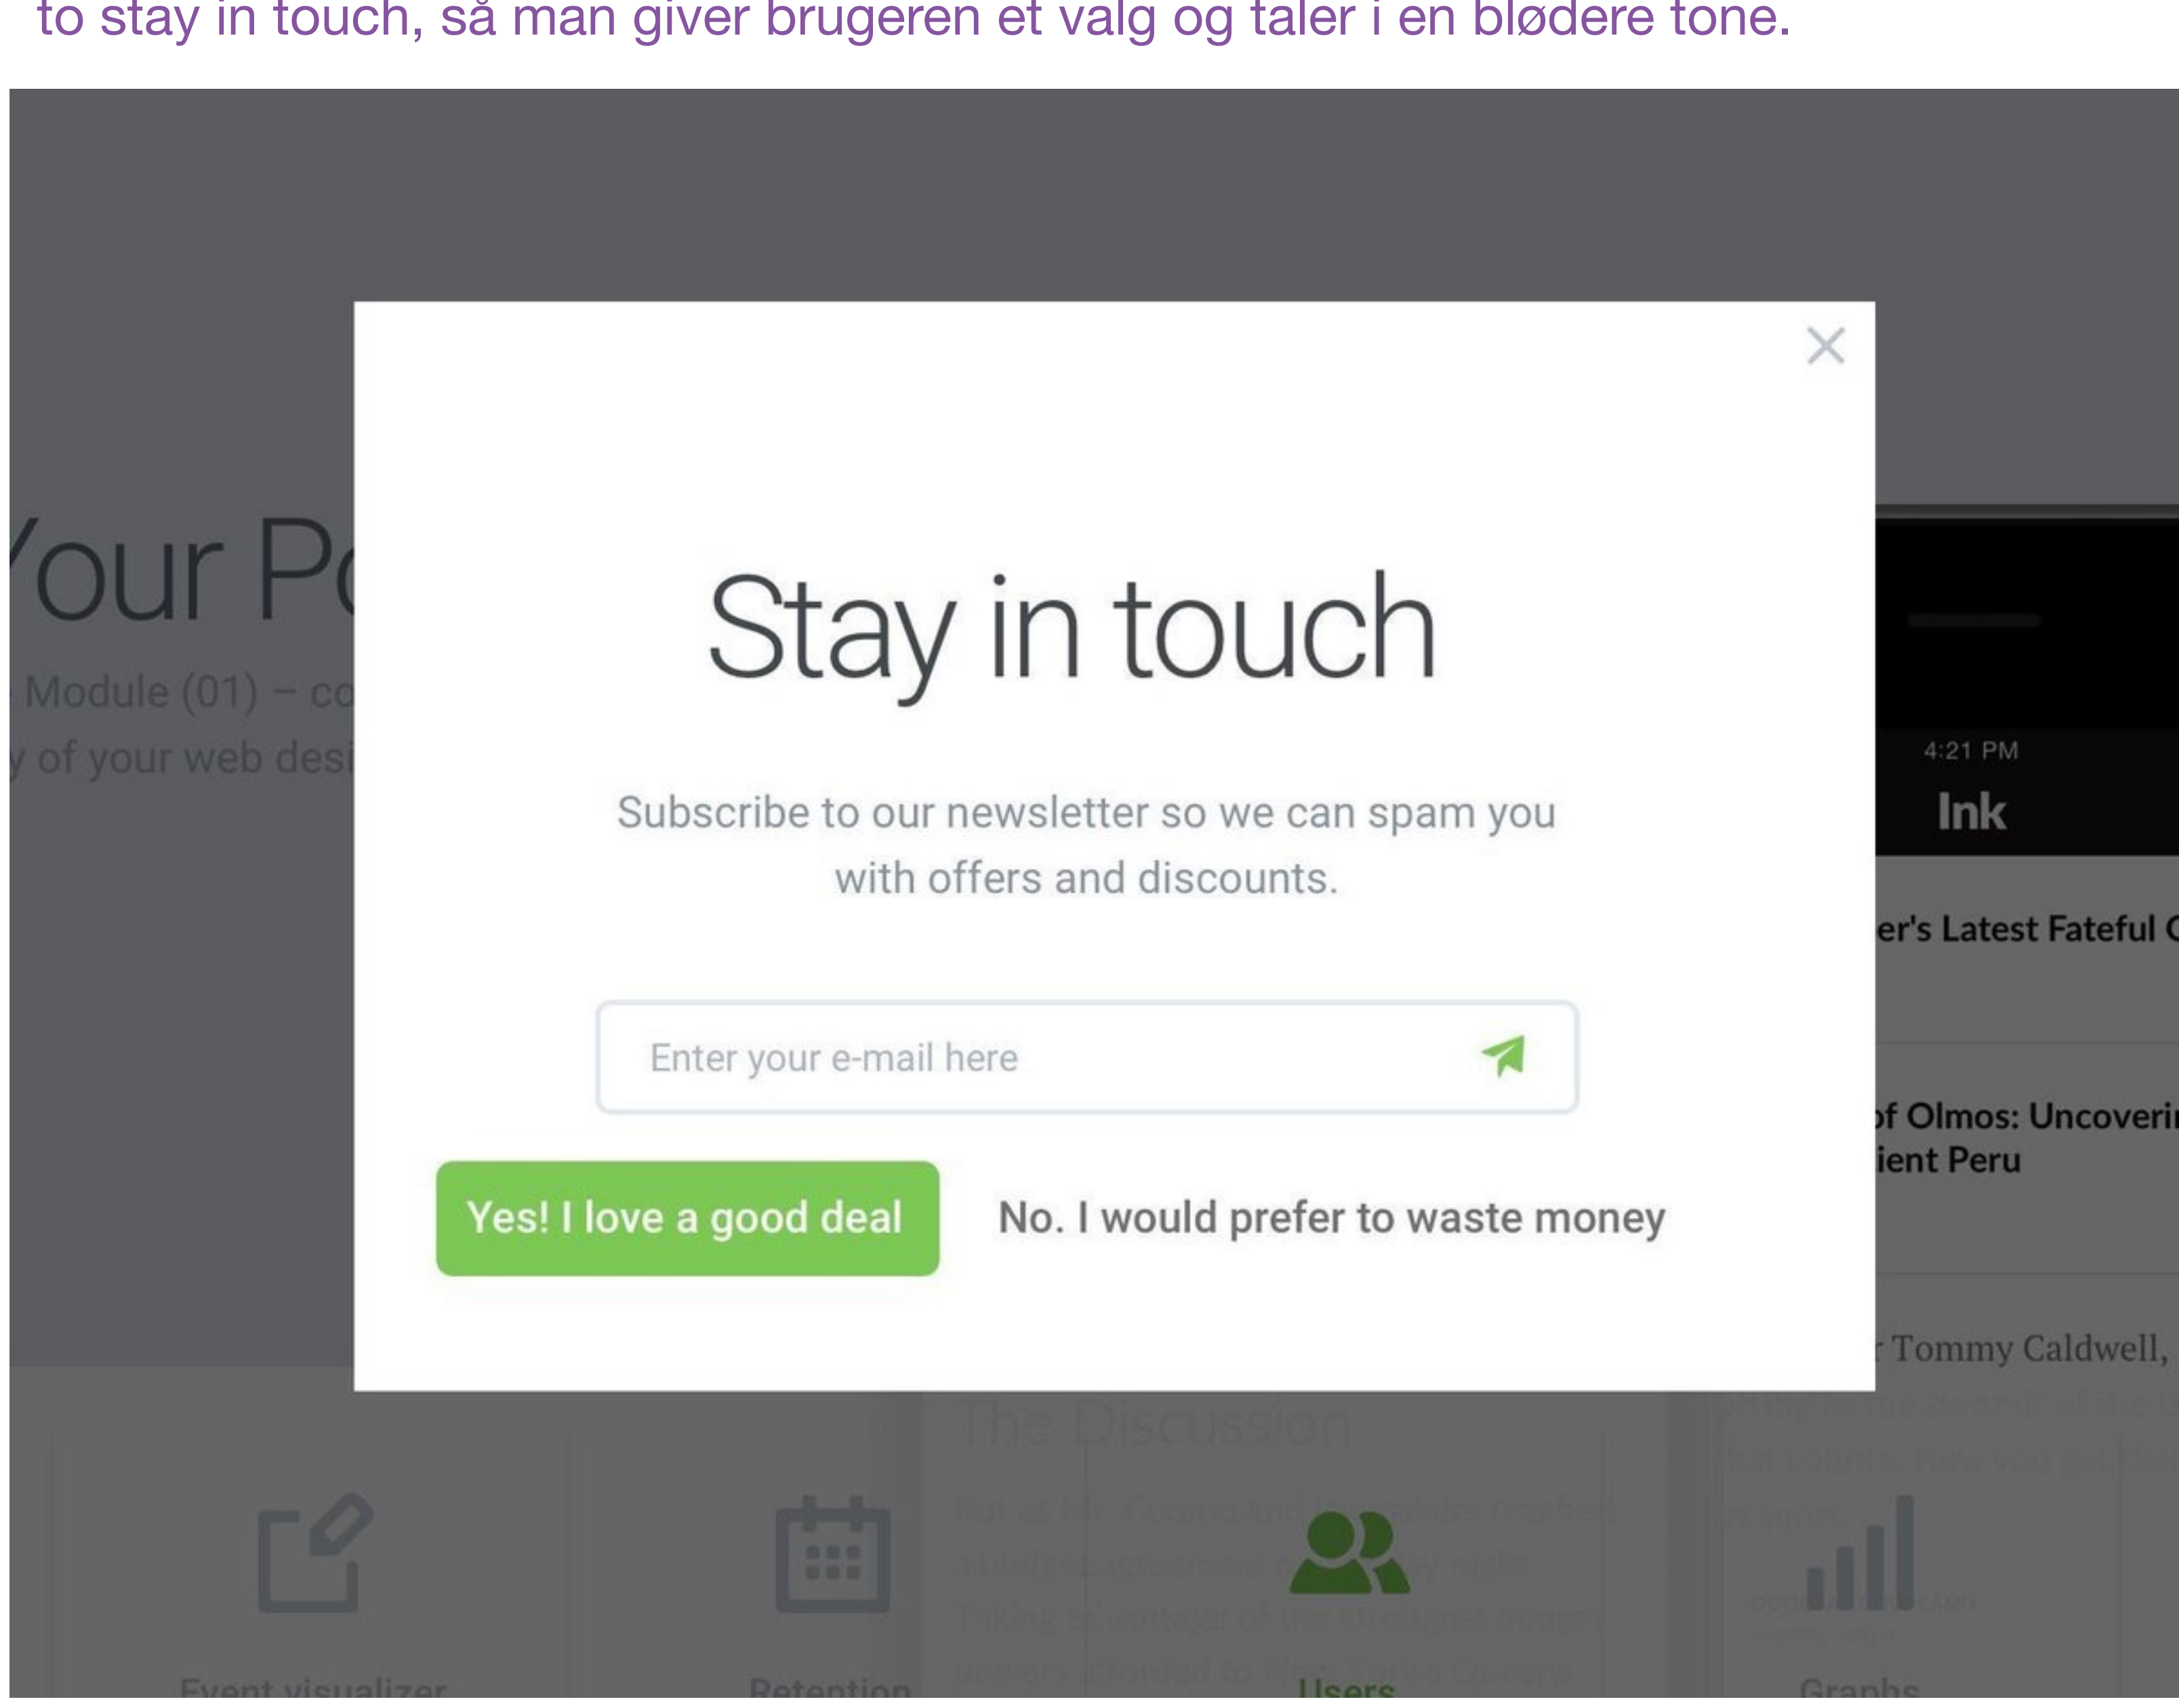 to stay in touch, så man giver brugeren et valg og taler i en blødere tone.
Your Po
Module (01) – co
y of your web desi
Stay in touch
Subscribe to our newsletter so we can spam you
with offers and discounts.
Enter your e-mail here
Yes! I love a good deal
No. I would prefer to waste money
4:21 PM
Ink
er's Latest Fateful
of Olmos: Uncoverin
ient Peru
r Tommy Caldwell,
The Discussion
Event visualizer
Retention
Users
Graphs